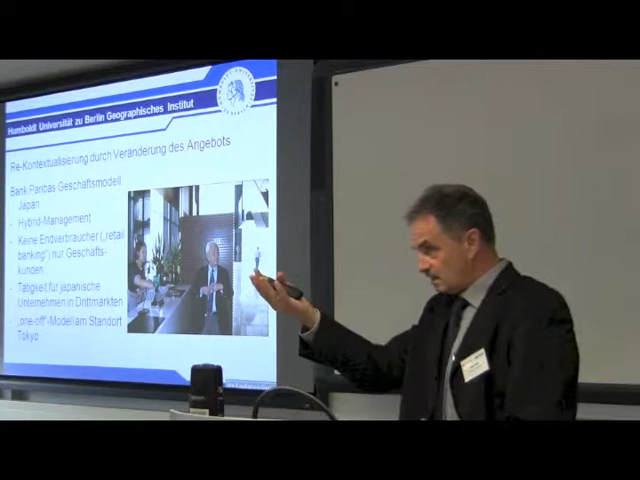 Humboldt Universität zu Berlin Geographisches Institut
Re-Kontextualisierung durch Veränderung des Angebots
Bank Paribas Geschäftsmodell
Japan
Hybrid-Management
Keine Endverbraucher („retail
banking“) nur Geschäfts-
kunden
Tätigkeit für japanische
Unternehmen in Drittmärkten
„one-off“-Modell am Standort
Tokyo